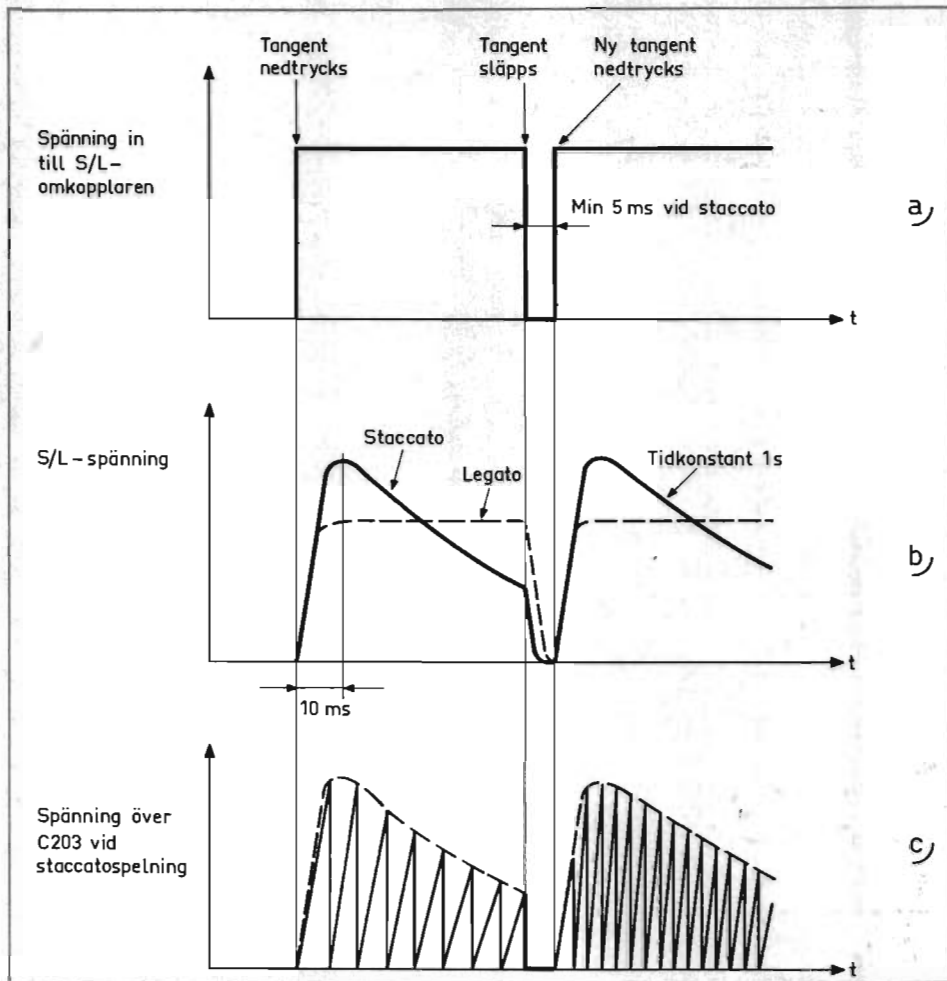 Tangent
nedtrycks
Tangent
släpps
Ny tangent
nedtrycks
Spänning in
till S/L-
omkopplaren
Min 5 ms vid staccato
a)
t
S/L-spänning
Staccato
Legato
Tidkonstant 1s
b)
t
10 ms
Spänning över
C203 vid
staccatospelning
c)
t